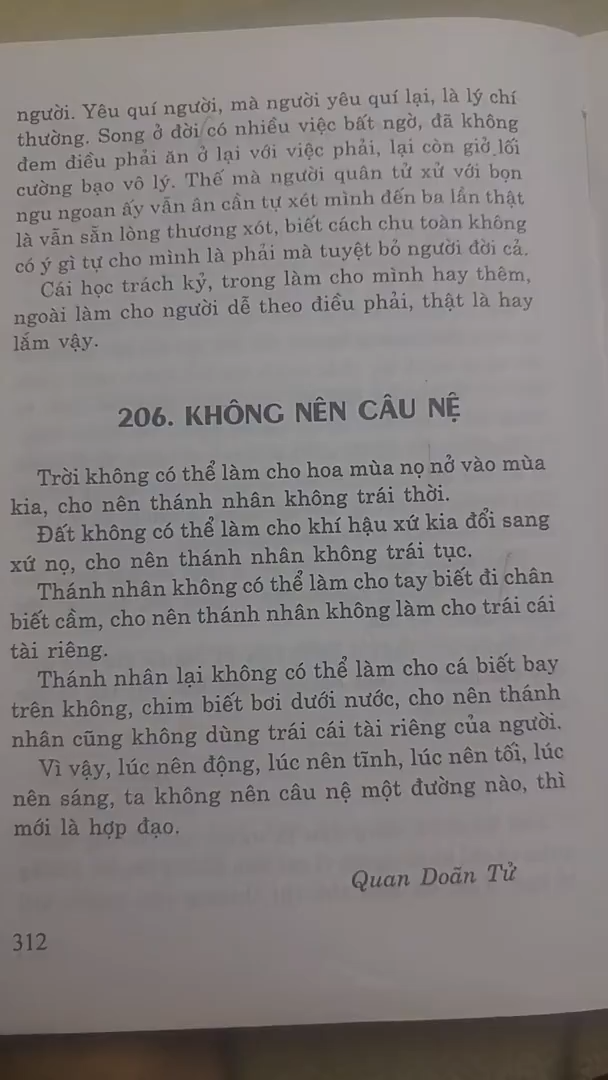 người. Yêu quí người, mà người yêu quí lại, là lý chí
thường. Song ở đời có nhiều việc bất ngờ, đã không
đem điều phải ăn ở lại với việc phải, lại còn giở lối
cường bạo vô lý. Thế mà người quân tử xử với bọn
ngu ngoan ấy vẫn ân cần tự xét mình đến ba lần thật
là vẫn sẵn lòng thương xót, biết cách chu toàn không
có ý gì tự cho mình là phải mà tuyệt bỏ người đời cả.
Cái học trách kỷ, trong làm cho mình hay thêm,
ngoài làm cho người dễ theo điều phải, thật là hay
lắm vậy.
206. KHÔNG NÊN CÂU NỆ
Trời không có thể làm cho hoa mùa nọ nở vào mùa
kia, cho nên thánh nhân không trái thời.
Đất không có thể làm cho khí hậu xứ kia đổi sang
xứ nọ, cho nên thánh nhân không trái tục.
Thánh nhân không có thể làm cho tay biết đi chân
biết cầm, cho nên thánh nhân không làm cho trái cái
tài riêng.
Thánh nhân lại không có thể làm cho cá biết bay
trên không, chim biết bơi dưới nước, cho nên thánh
nhân cũng không dùng trái cái tài riêng của người.
Vì vậy, lúc nên động, lúc nên tĩnh, lúc nên tối, lúc
nên sáng, ta không nên câu nệ một đường nào, thì
mới là hợp đạo.
Quan Doãn Tử
312